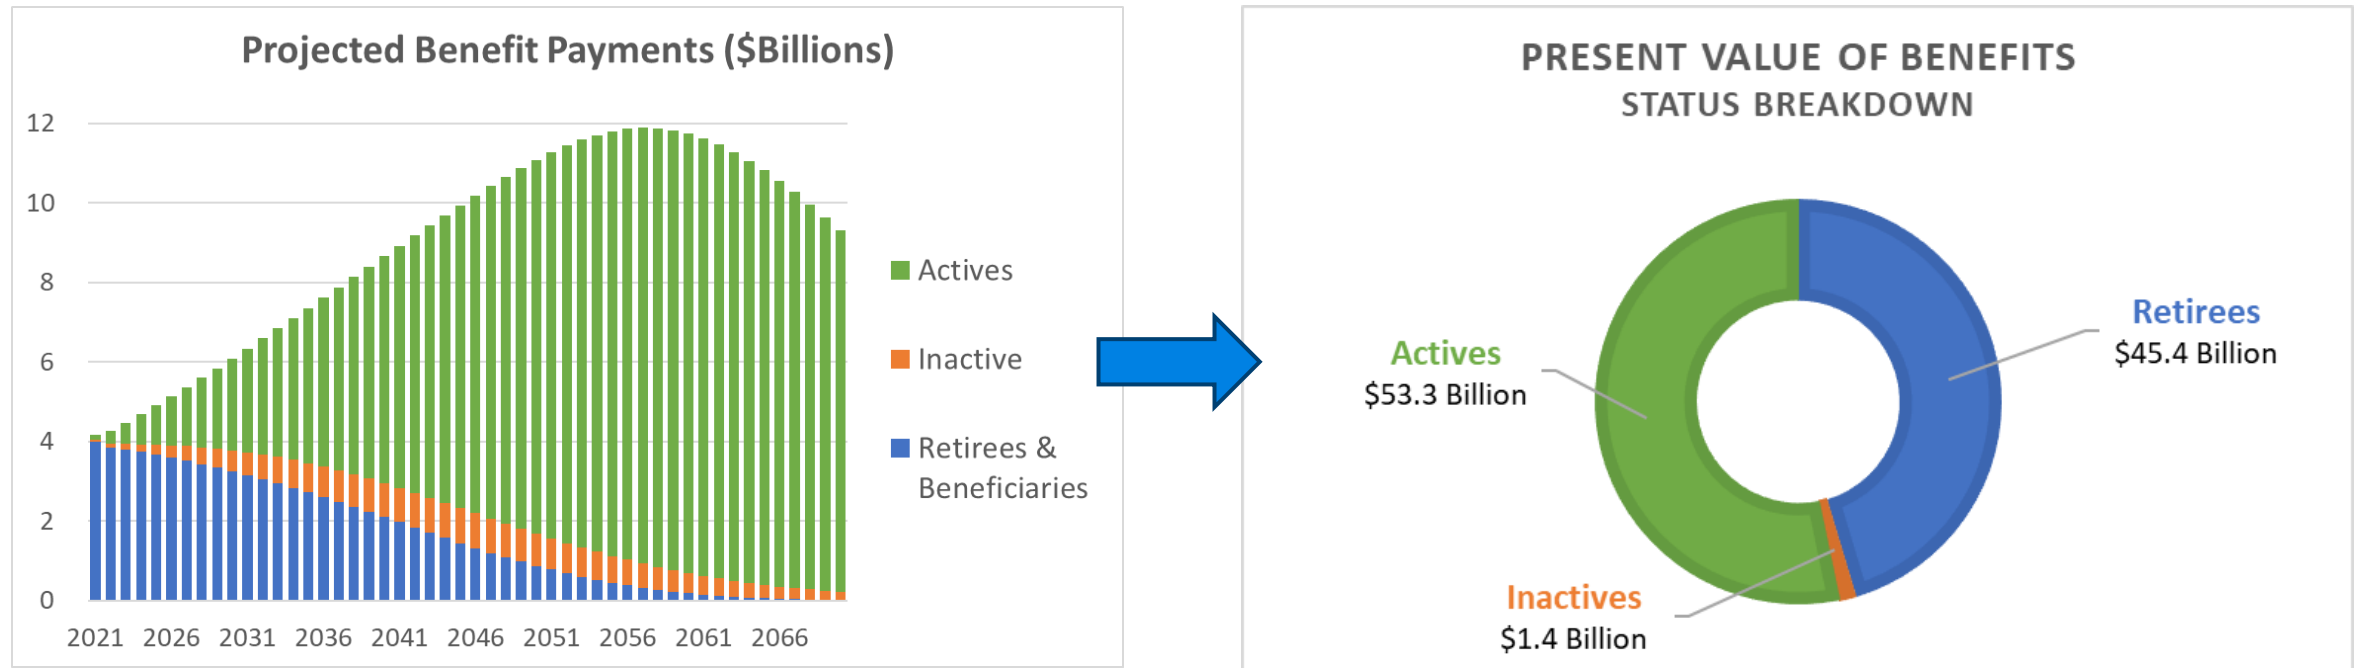 Projected Benefit Payments ($Billions)
12
10
8
6
4
2
0
2021 2026 2031 2036 2041 2046 2051 2056 2061 2066
Actives
Inactive
Retirees &
Beneficiaries
PRESENT VALUE OF BENEFITS
STATUS BREAKDOWN
Retirees
$45.4 Billion
Actives
$53.3 Billion
Inactives
$1.4 Billion